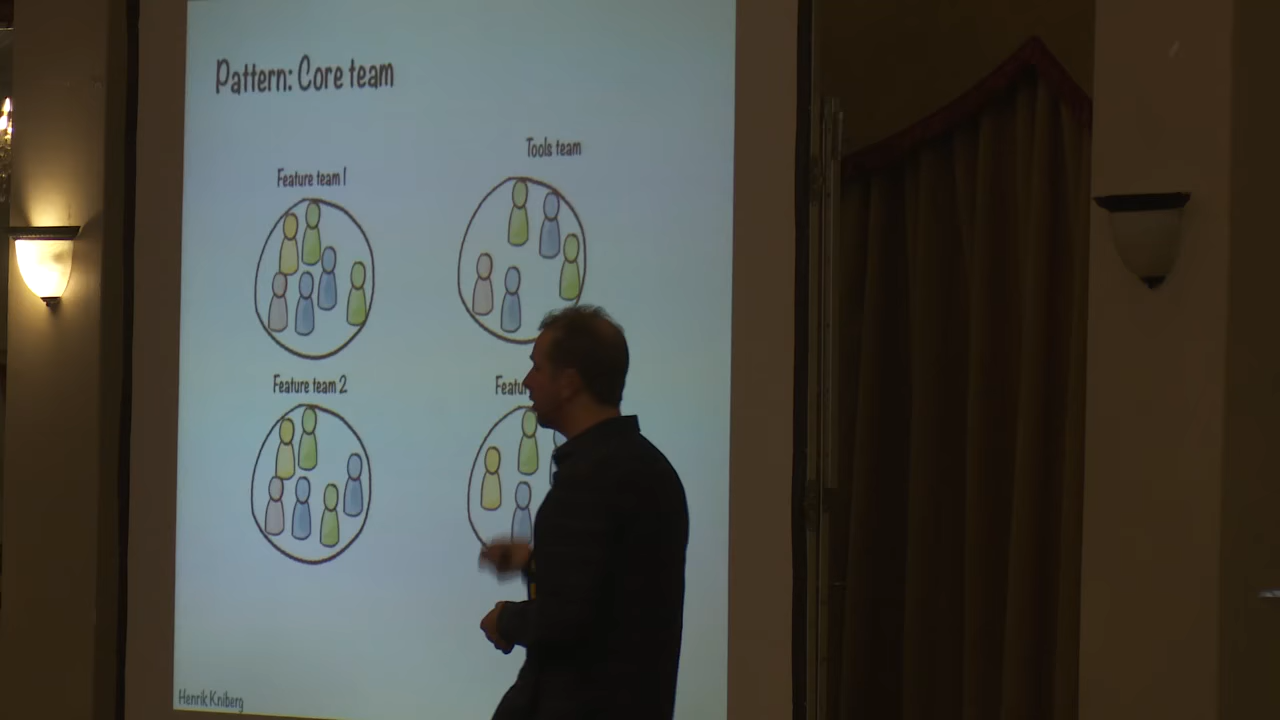 Pattern: Core team
Tools team
Feature team 1
Feature team 2
Henrik Kniberg